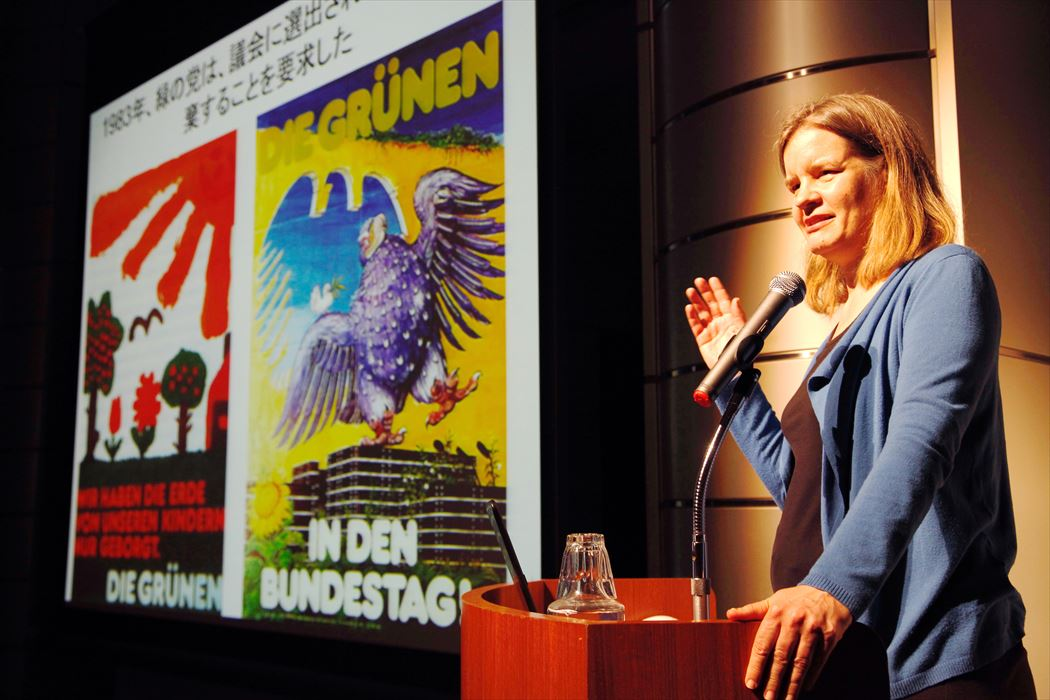 1983年、緑の党は、議会に選出され
棄することを要求した
WIR HABEN DIE ERDE
VON UNSEREN KINDERN
NUR GEBORGT.
DIE GRÜNEN
DIE GRÜNEN
IN DEN
BUNDESTAG!